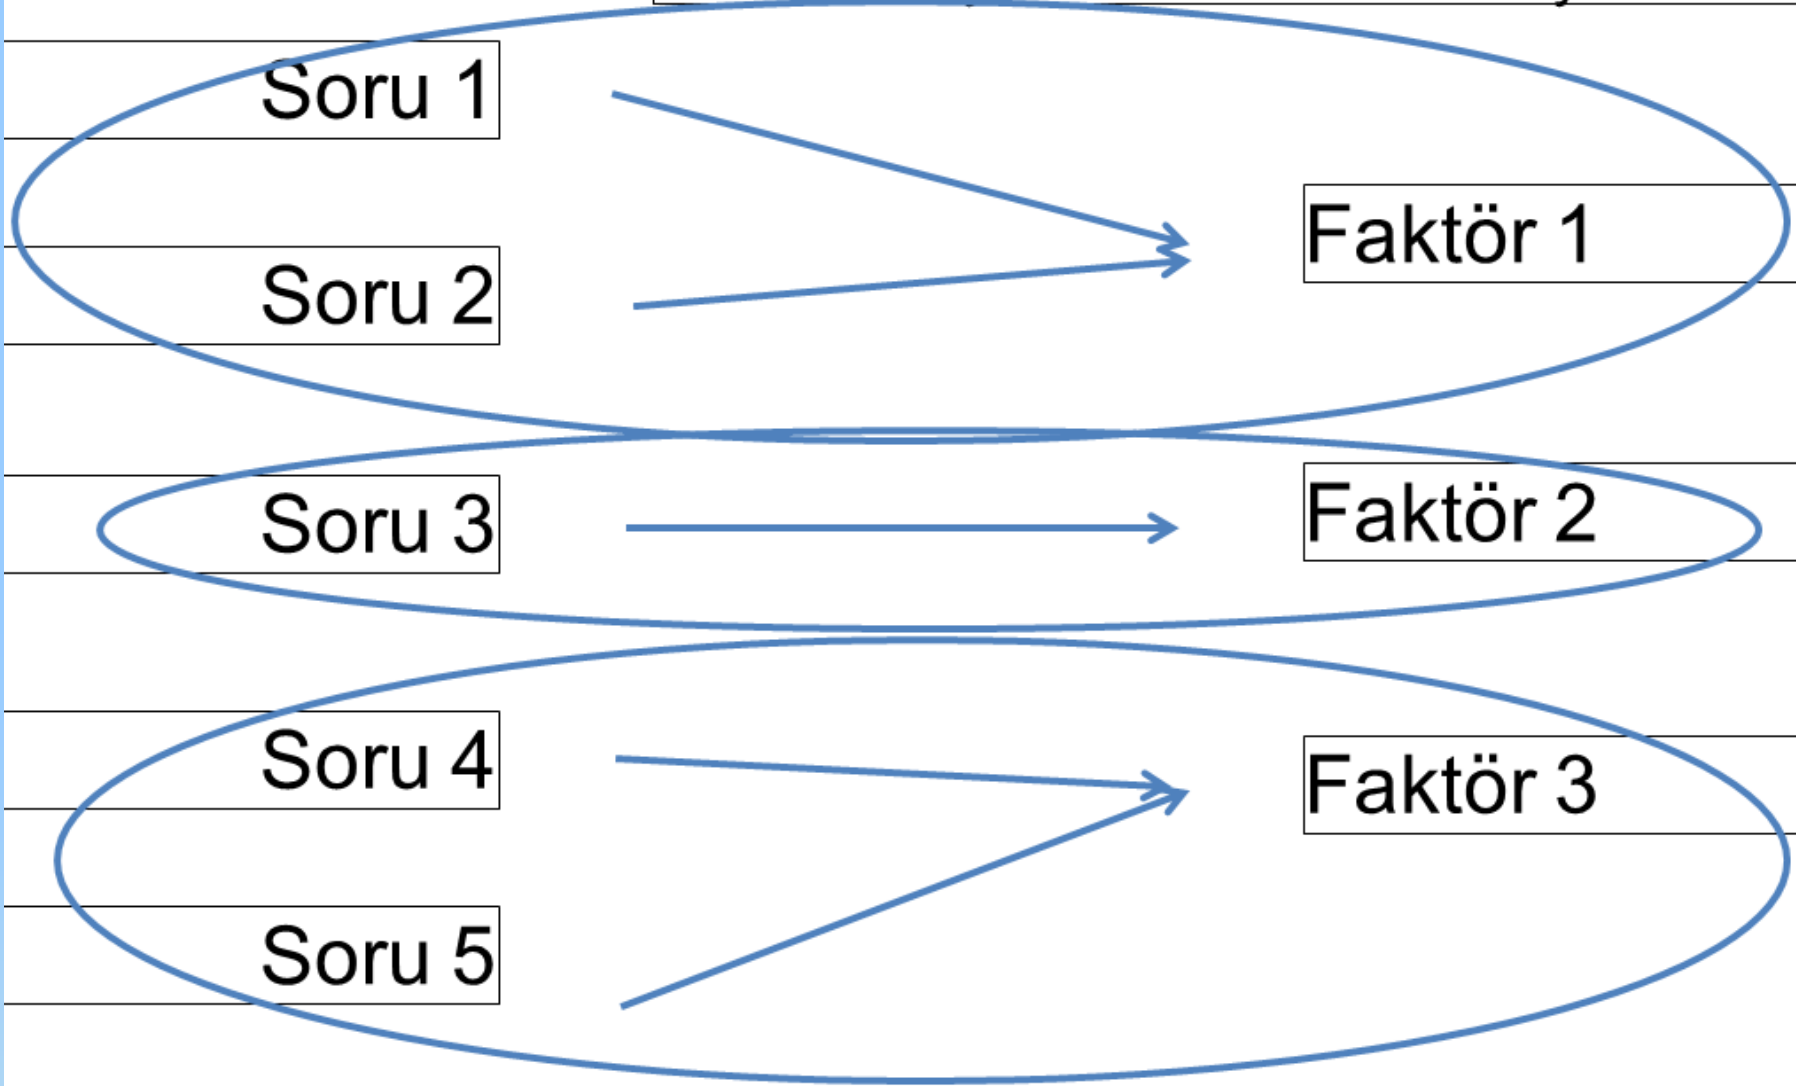 Soru 1
Faktör 1
Soru 2
Soru 3
Faktör 2
Soru 4
Faktör 3
Soru 5